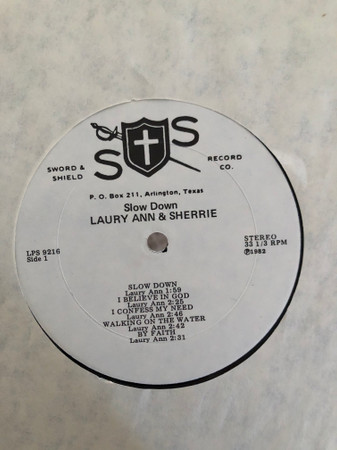 S S
SWORD &
SHIELD
RECORD
CO.
P. O. Box 211, Arlington, Texas
Slow Down
LAURY ANN & SHERRIE
LPS 9216
Side 1
STEREO
33 1/3 RPM
Ⓟ1982
SLOW DOWN
Laury Ann 1:59
I BELIEVE IN GOD
Laury Ann 2:25
I CONFESS MY NEED
Laury Ann 2:46
WALKING ON THE WATER
Laury Ann 2:42
BY FAITH
Laury Ann 2:31